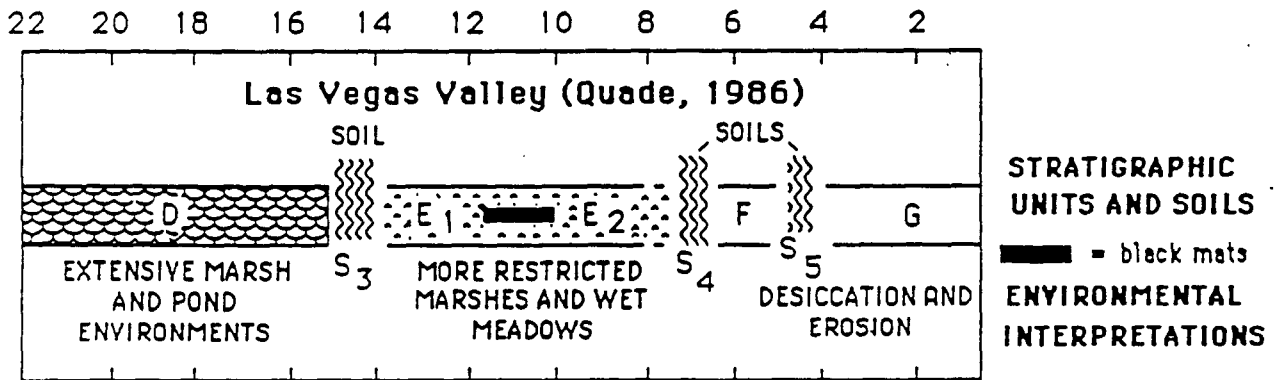 22 20 18 16 14 12 10 8 6 4 2
Las Vegas Valley (Quade, 1986)
SOIL
SOILS
D
E1
E2
F
G
S3
S4
S5
EXTENSIVE MARSH
AND POND
ENVIRONMENTS
MORE RESTRICTED
MARSHES AND WET
MEADOWS
DESICCATION AND
EROSION
STRATIGRAPHIC
UNITS AND SOILS
= black mats
ENVIRONMENTAL
INTERPRETATIONS